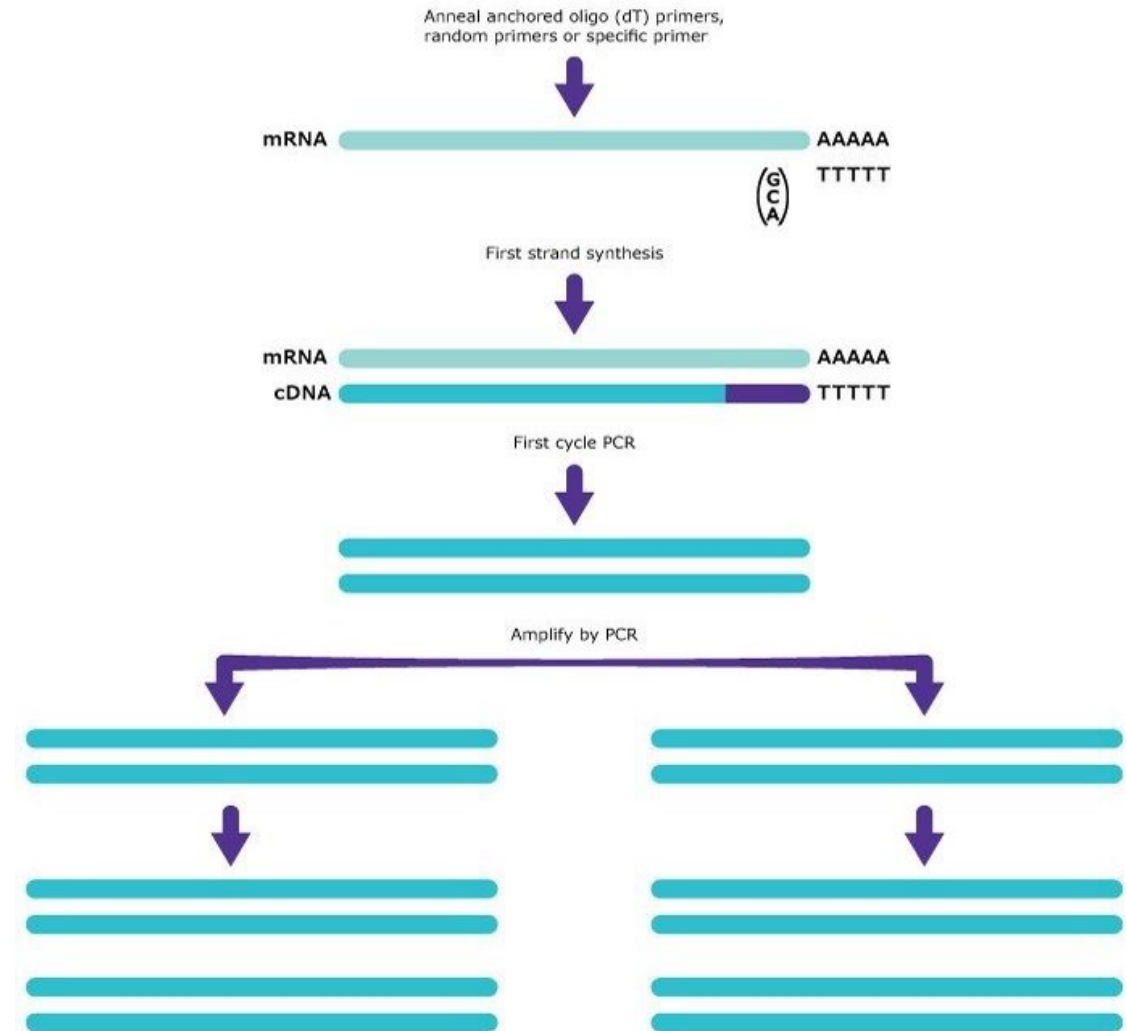 Anneal anchored oligo (dT) primers,
random primers or specific primer
mRNA AAAAA
TTTTT
(G
C
A)
First strand synthesis
mRNA AAAAA
cDNA TTTTT
First cycle PCR
Amplify by PCR